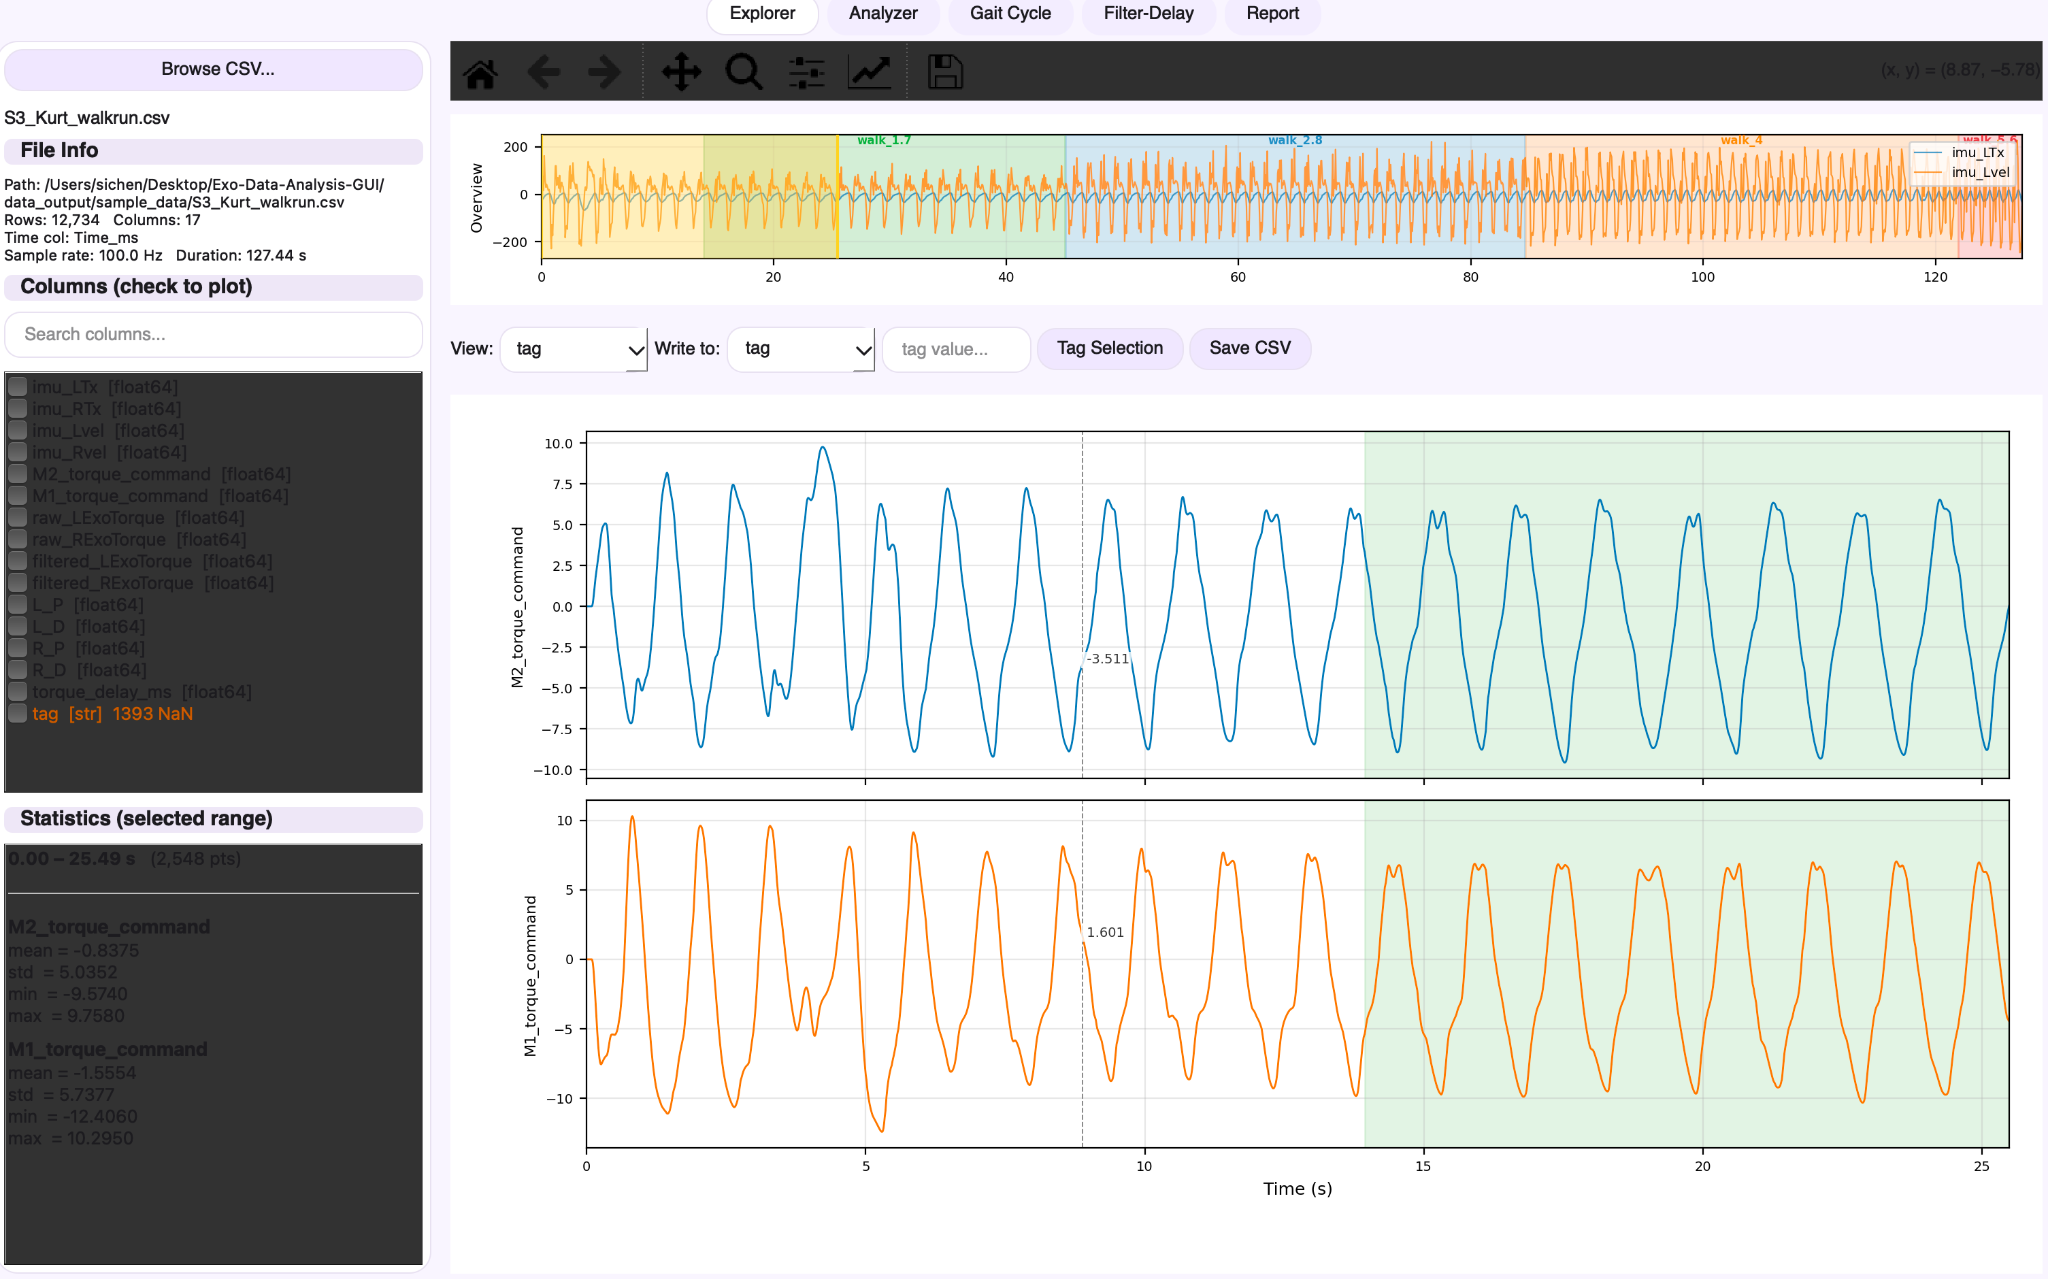 Explorer Analyzer Gait Cycle Filter-Delay Report
Browse CSV...
(x, y) = (8.87, −5.78)
S3_Kurt_walkrun.csv
File Info
Path: /Users/sichen/Desktop/Exo-Data-Analysis-GUI/
data_output/sample_data/S3_Kurt_walkrun.csv
Rows: 12,734 Columns: 17
Time col: Time_ms
Sample rate: 100.0 Hz Duration: 127.44 s
Columns (check to plot)
Search columns...
imu_LTx [float64]
imu_RTx [float64]
imu_Lvel [float64]
imu_Rvel [float64]
M2_torque_command [float64]
M1_torque_command [float64]
raw_LExoTorque [float64]
raw_RExoTorque [float64]
filtered_LExoTorque [float64]
filtered_RExoTorque [float64]
L_P [float64]
L_D [float64]
R_P [float64]
R_D [float64]
torque_delay_ms [float64]
tag [str] 1393 NaN
Statistics (selected range)
0.00 – 25.49 s (2,548 pts)
M2_torque_command
mean = -0.8375
std = 5.0352
min = -9.5740
max = 9.7580
M1_torque_command
mean = -1.5554
std = 5.7377
min = -12.4060
max = 10.2950
Overview
200
0
−200
walk_1.7 walk_2.8 walk_4 walk_5.6
imu_LTx
imu_Lvel
0 20 40 60 80 100 120
View: tag Write to: tag tag value... Tag Selection Save CSV
M2_torque_command
10.0
7.5
5.0
2.5
0.0
−2.5
−5.0
−7.5
−10.0
-3.511
M1_torque_command
10
5
0
−5
−10
1.601
0 5 10 15 20 25
Time (s)